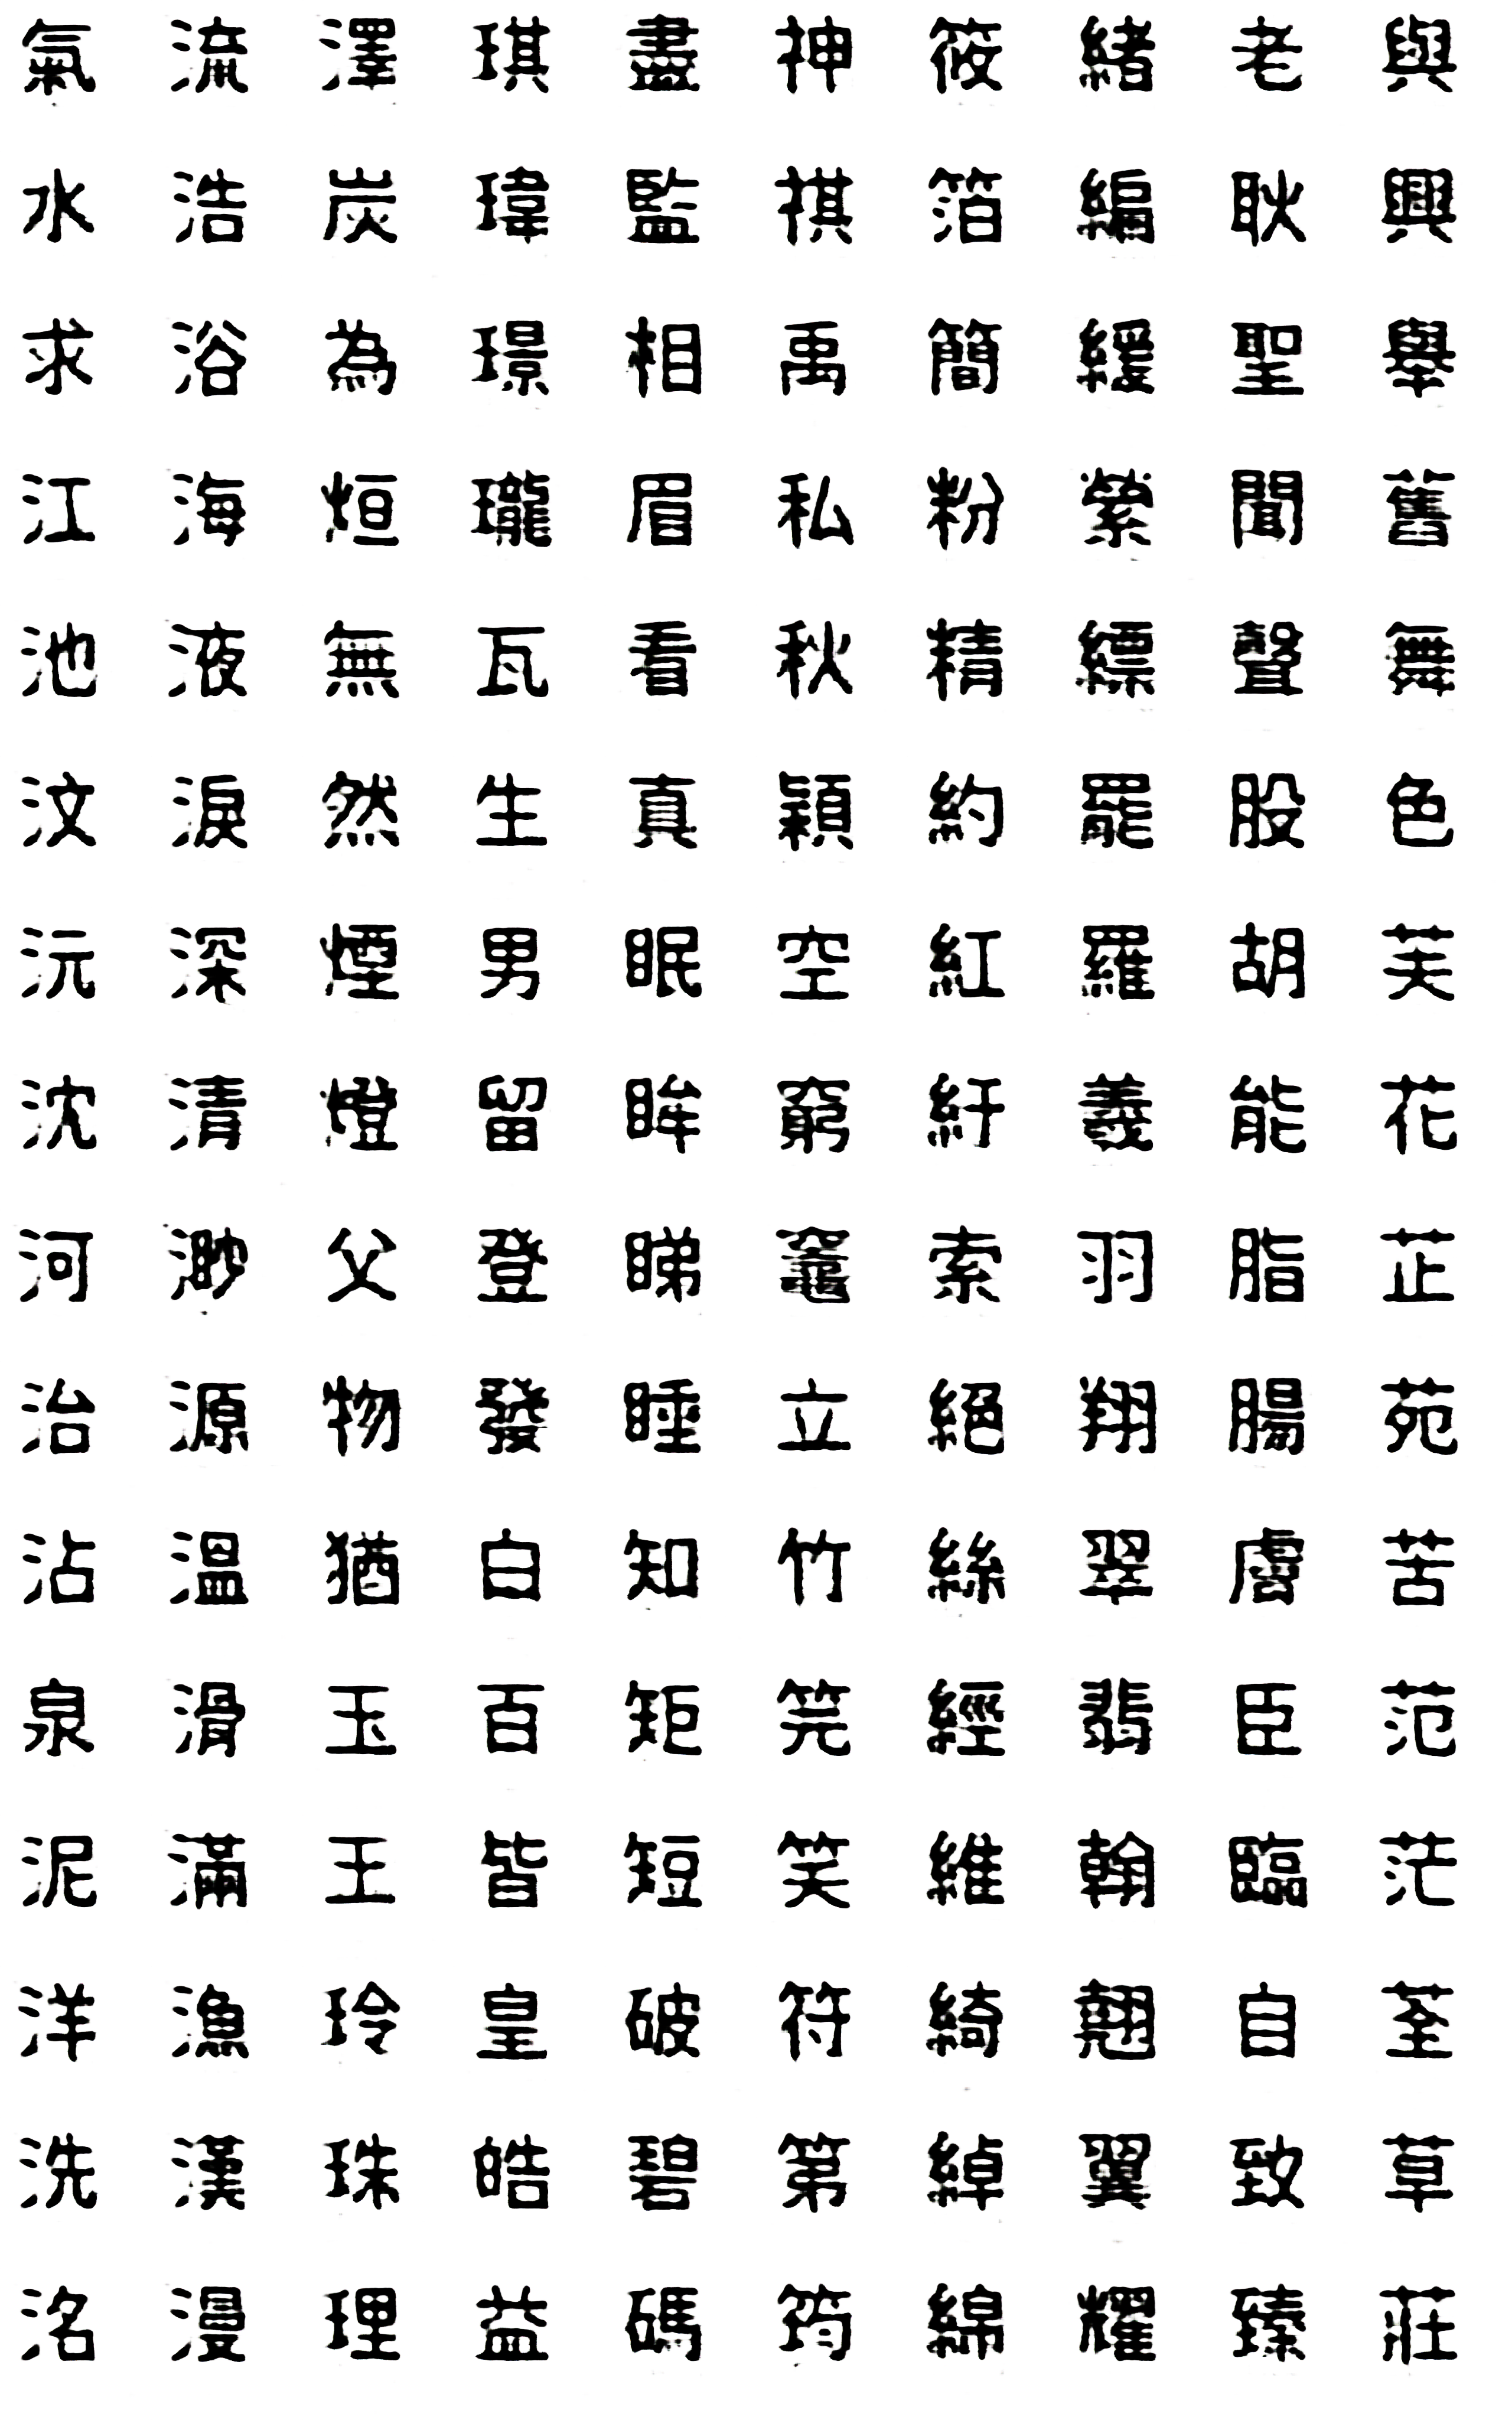 氣 流 澤 琪 盡 神 筱 緒 老 與
水 浩 炭 瑋 監 祺 箔 編 耿 興
求 浴 為 璟 相 禹 簡 緩 聖 舉
江 海 烜 瓏 眉 私 粉 縈 聞 舊
池 液 無 瓦 看 秋 精 縹 聲 舞
汶 淚 然 生 真 穎 約 罷 股 色
沅 深 煙 男 眠 空 紅 羅 胡 芙
沈 清 燈 留 眸 窮 紆 羲 能 花
河 渺 父 登 睇 竈 索 羽 脂 芷
治 源 物 發 睡 立 絕 翔 腸 苑
沾 溫 猶 白 知 竹 絲 翠 膚 苦
泉 滑 玉 百 矩 笎 經 翡 臣 范
泥 滿 王 皆 短 笑 維 翰 臨 茫
洋 漁 玲 皇 破 符 綺 翹 自 荃
洗 漢 珠 皓 碧 第 綽 翼 致 草
洛 漫 理 益 碼 筠 綿 耀 臻 莊